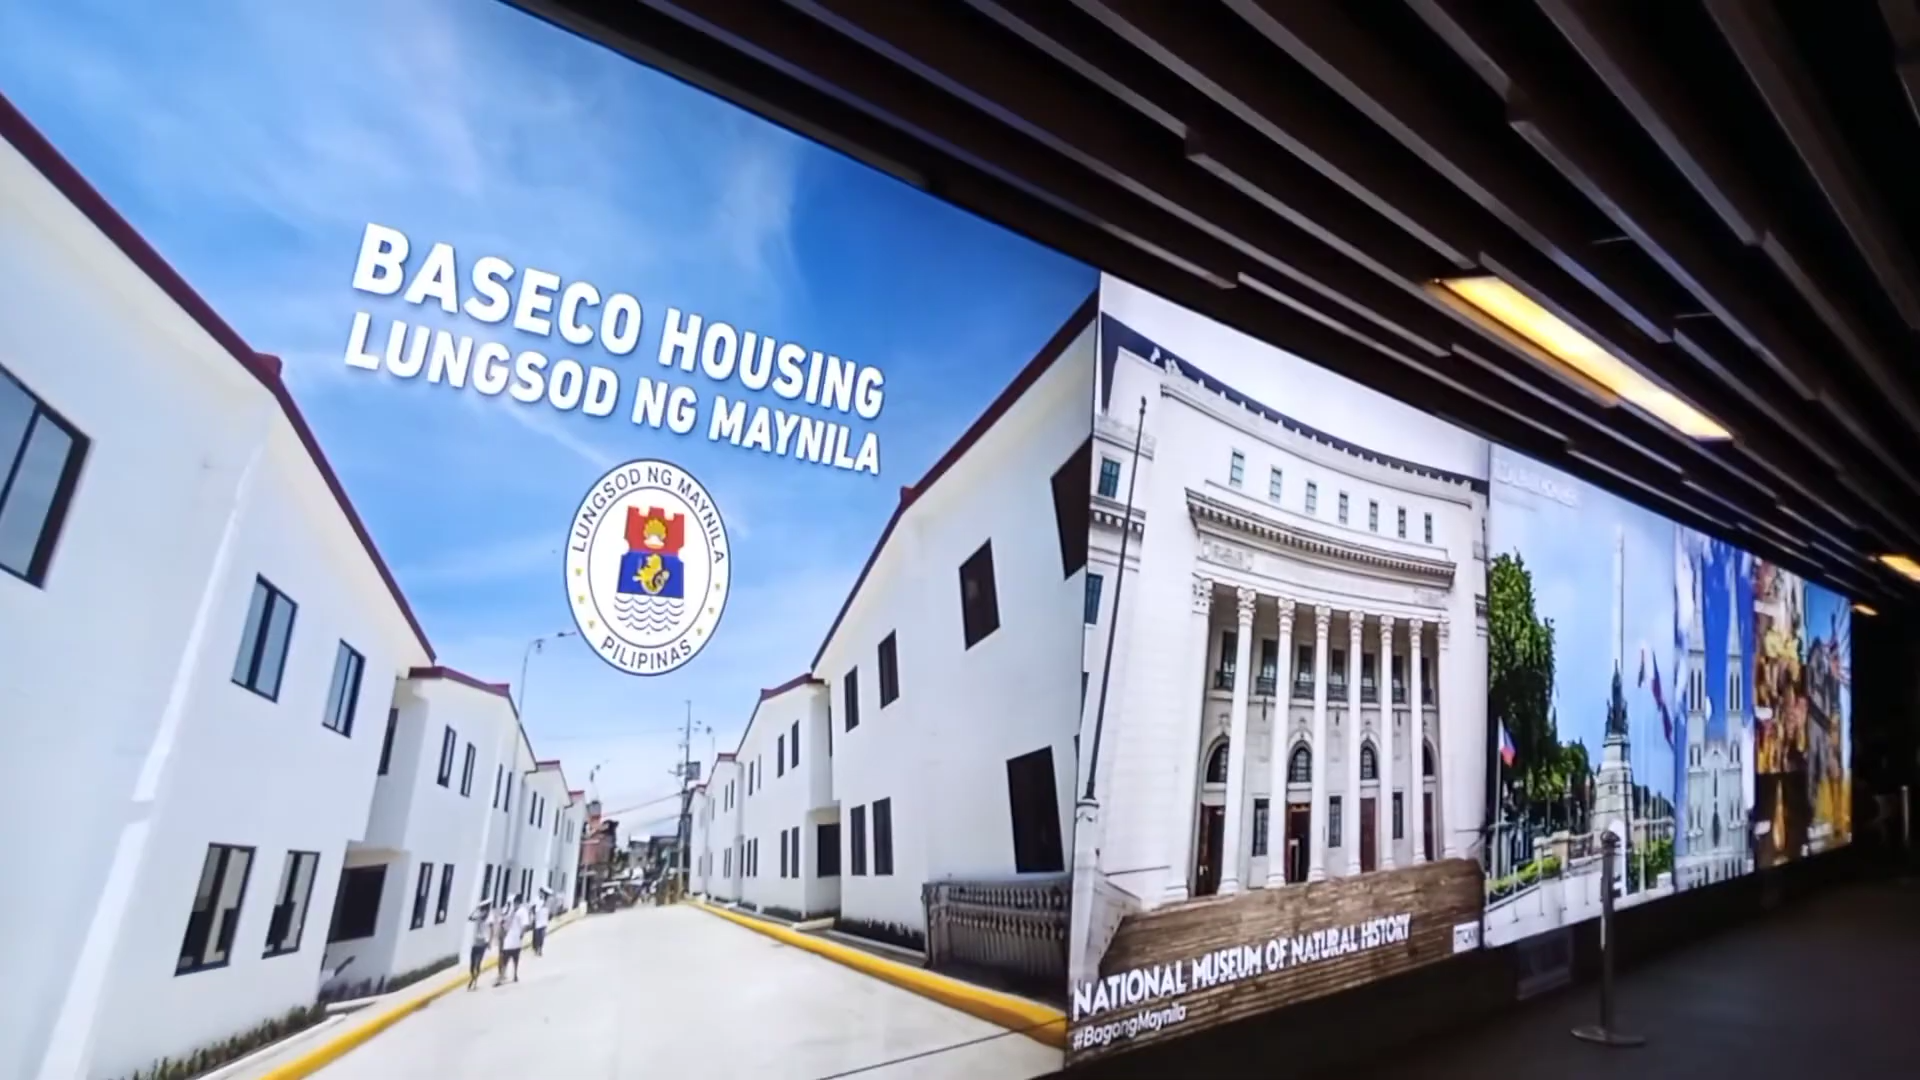 BASECO HOUSING
LUNGSOD NG MAYNILA
LUNGSOD NG MAYNILA
PILIPINAS
NATIONAL MUSEUM OF NATURAL HISTORY
#BagongMaynila